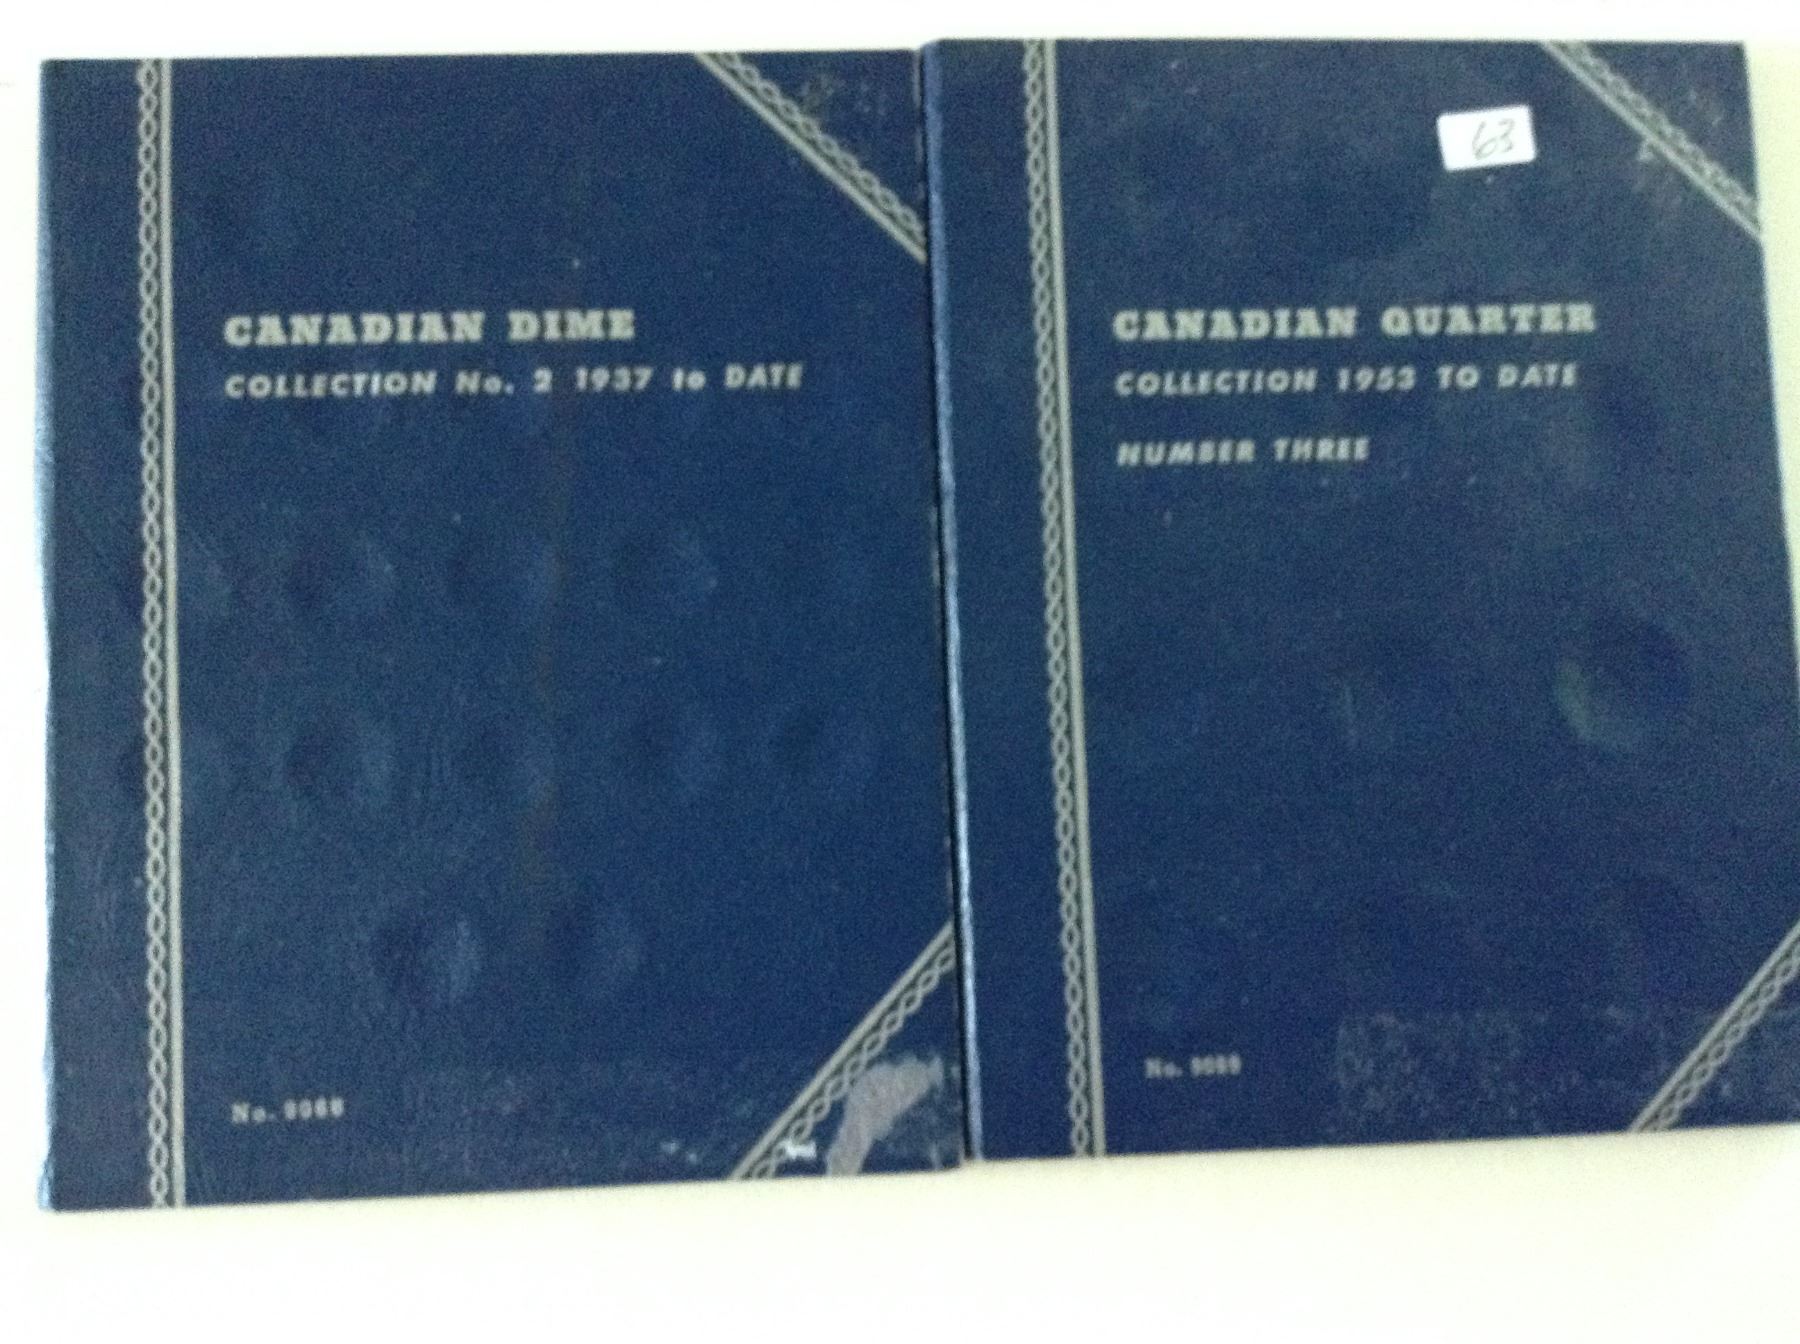 CANADIAN DIME
COLLECTION No. 2 1937 to DATE
No. 9068
63
CANADIAN QUARTER
COLLECTION 1953 TO DATE
NUMBER THREE
No.